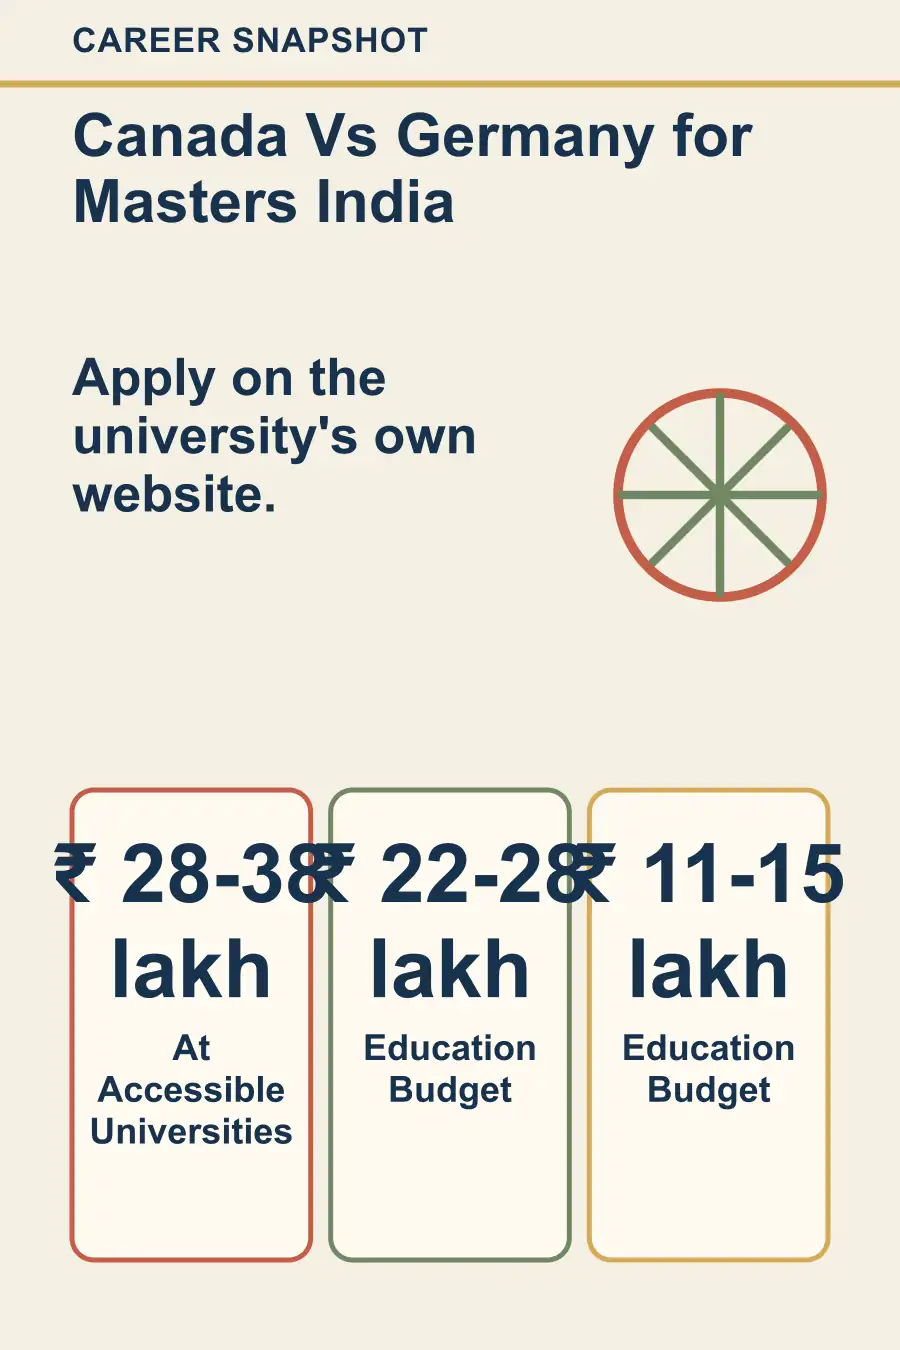 CAREER SNAPSHOT
Canada Vs Germany for
Masters India
Apply on the
university's own
website.
₹ 28-38
lakh
At
Accessible
Universities
₹ 22-28
lakh
Education
Budget
₹ 11-15
lakh
Education
Budget